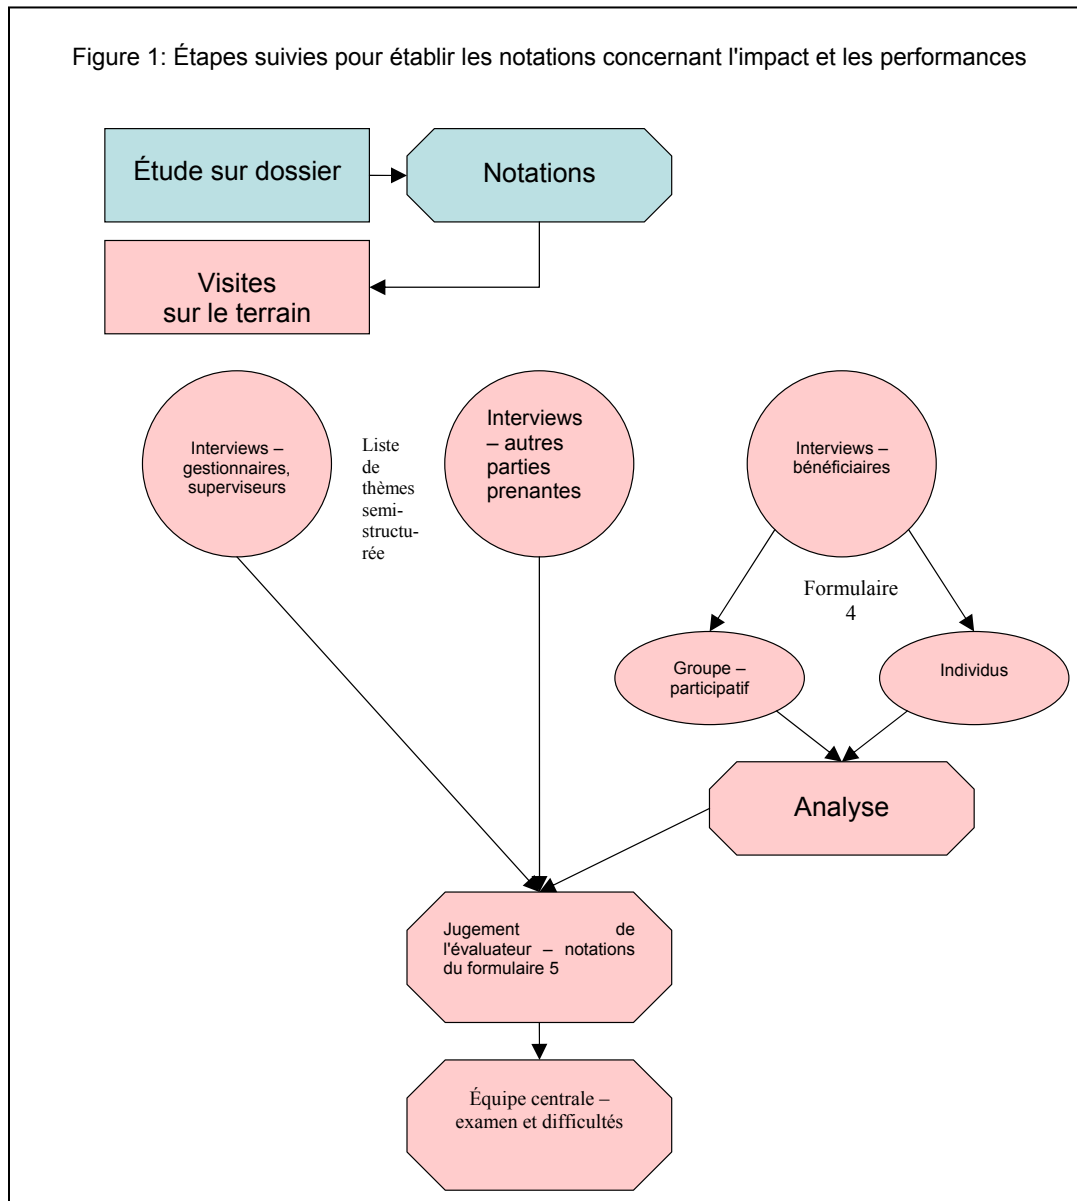 Figure 1: Étapes suivies pour établir les notations concernant l'impact et les performances
Étude sur dossier
Notations
Visites
sur le terrain
Interviews –
gestionnaires,
superviseurs
Liste
de
thèmes
semi-
structu-
rée
Interviews
– autres
parties
prenantes
Interviews –
bénéficiaires
Formulaire
4
Groupe –
participatif
Individus
Analyse
Jugement de
l'évaluateur – notations
du formulaire 5
Équipe centrale –
examen et difficultés